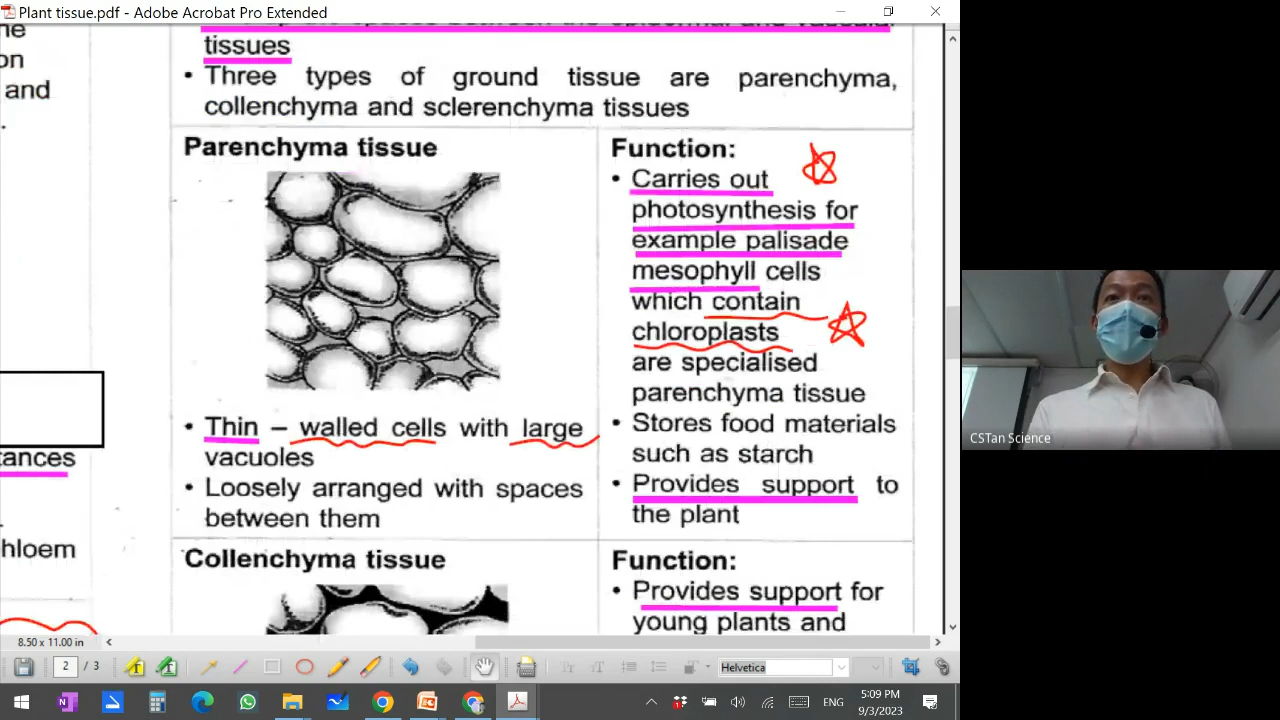 Plant tissue.pdf - Adobe Acrobat Pro Extended
tissues
• Three types of ground tissue are parenchyma,
collenchyma and sclerenchyma tissues
on
and
Parenchyma tissue
• Thin – walled cells with large
vacuoles
• Loosely arranged with spaces
between them
Function:
• Carries out
photosynthesis for
example palisade
mesophyll cells
which contain
chloroplasts
are specialised
parenchyma tissue
• Stores food materials
such as starch
• Provides support to
the plant
tances
hloem
Collenchyma tissue
Function:
• Provides support for
young plants and
CSTan Science
8.50 x 11.00 in
2 / 3
Helvetica
ENG
5:09 PM
9/3/2023